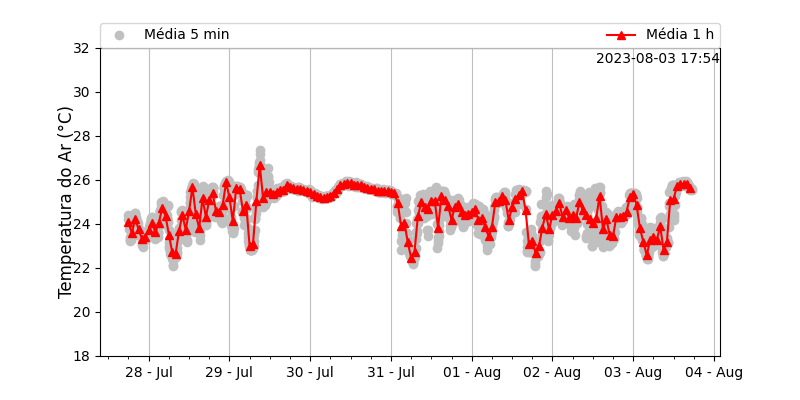 Média 5 min
Média 1 h
2023-08-03 17:54
Temperatura do Ar (°C)
32
30
28
26
24
22
20
18
28 - Jul
29 - Jul
30 - Jul
31 - Jul
01 - Aug
02 - Aug
03 - Aug
04 - Aug